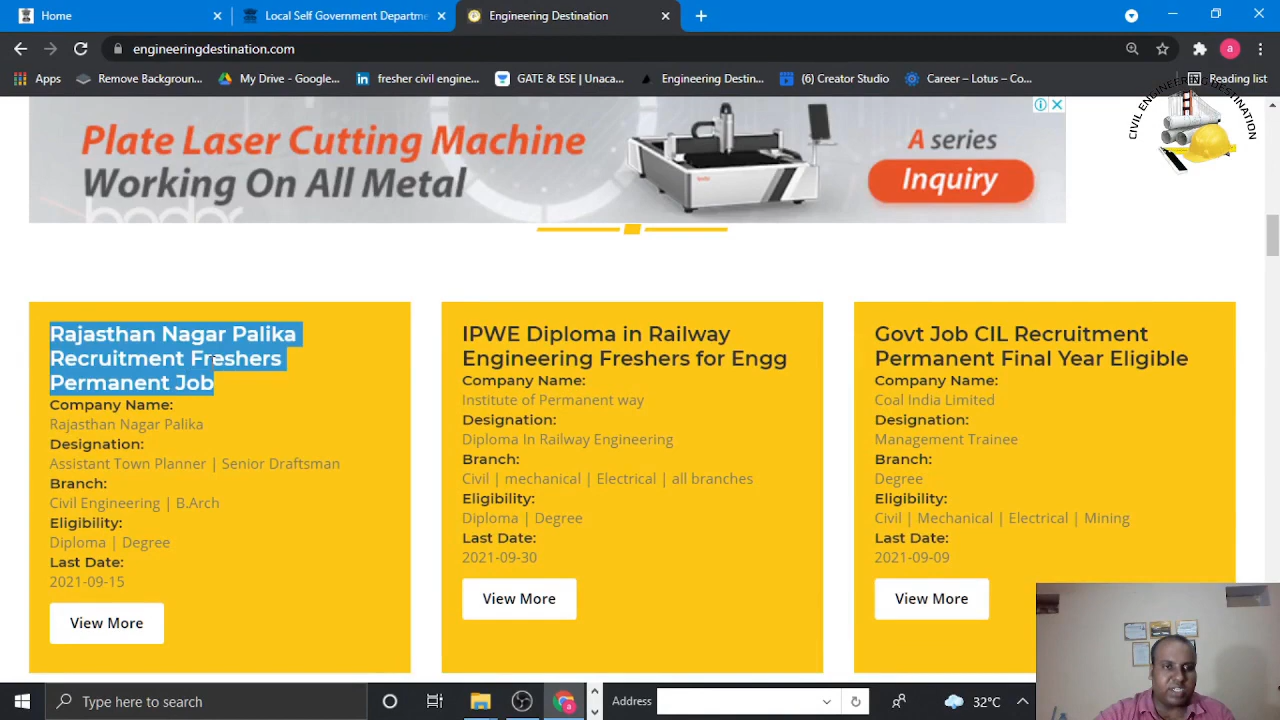 Home
Local Self Government Departme
Engineering Destination
engineeringdestination.com
a
Apps
Remove Backgroun...
My Drive - Google...
fresher civil engine...
GATE & ESE | Unaca...
Engineering Destin...
(6) Creator Studio
Career – Lotus – Co...
Reading list
CIVIL ENGINEERING DESTINATION
Plate Laser Cutting Machine
Working On All Metal
bodor
A series
Inquiry
Rajasthan Nagar Palika
Recruitment Freshers
Permanent Job
Company Name:
Rajasthan Nagar Palika
Designation:
Assistant Town Planner | Senior Draftsman
Branch:
Civil Engineering | B.Arch
Eligibility:
Diploma | Degree
Last Date:
2021-09-15
View More
IPWE Diploma in Railway
Engineering Freshers for Engg
Company Name:
Institute of Permanent way
Designation:
Diploma In Railway Engineering
Branch:
Civil | mechanical | Electrical | all branches
Eligibility:
Diploma | Degree
Last Date:
2021-09-30
View More
Govt Job CIL Recruitment
Permanent Final Year Eligible
Company Name:
Coal India Limited
Designation:
Management Trainee
Branch:
Degree
Eligibility:
Civil | Mechanical | Electrical | Mining
Last Date:
2021-09-09
View More
Type here to search
Address
32°C